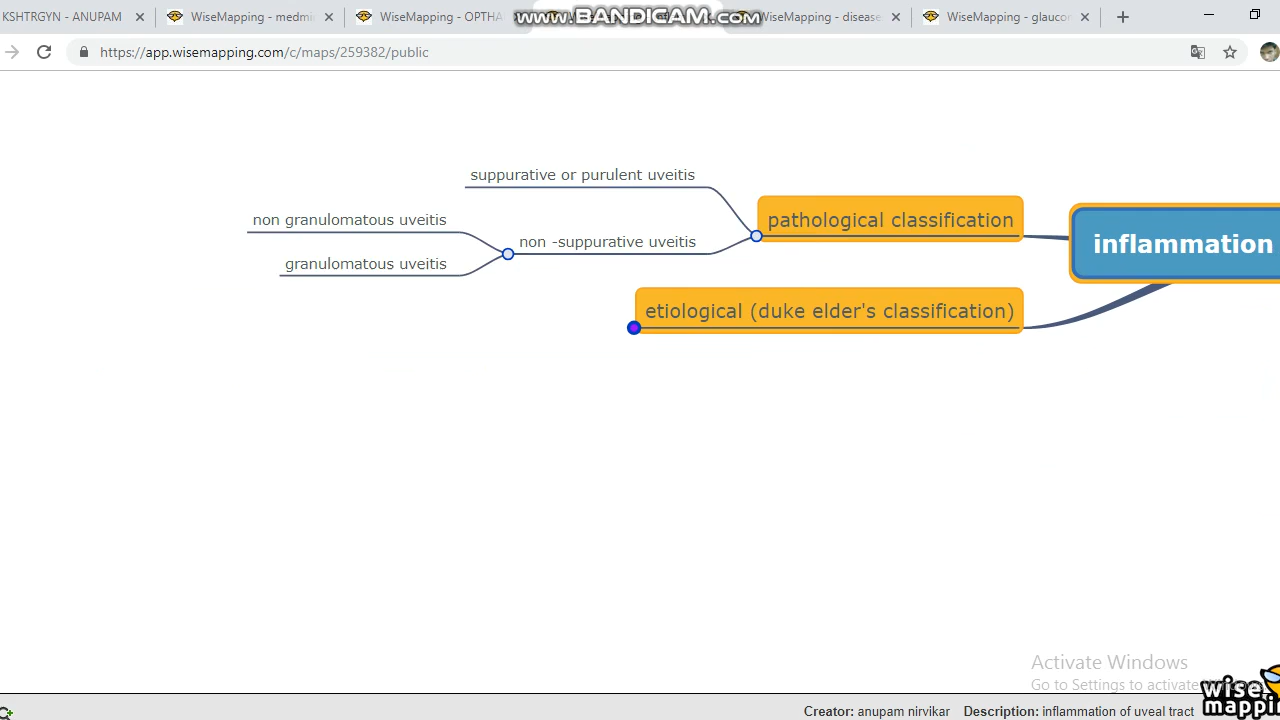 KSHTRGYN - ANUPAM
WiseMapping - medmi
WiseMapping - OPTHA
www.BANDICAM.com
WiseMapping - disease
WiseMapping - glaucor
https://app.wisemapping.com/c/maps/259382/public
suppurative or purulent uveitis
non granulomatous uveitis
pathological classification
non -suppurative uveitis
inflammation
granulomatous uveitis
etiological (duke elder's classification)
Activate Windows
Go to Settings to activate Windows.
wise
mappi
Creator: anupam nirvikar
Description: inflammation of uveal tract